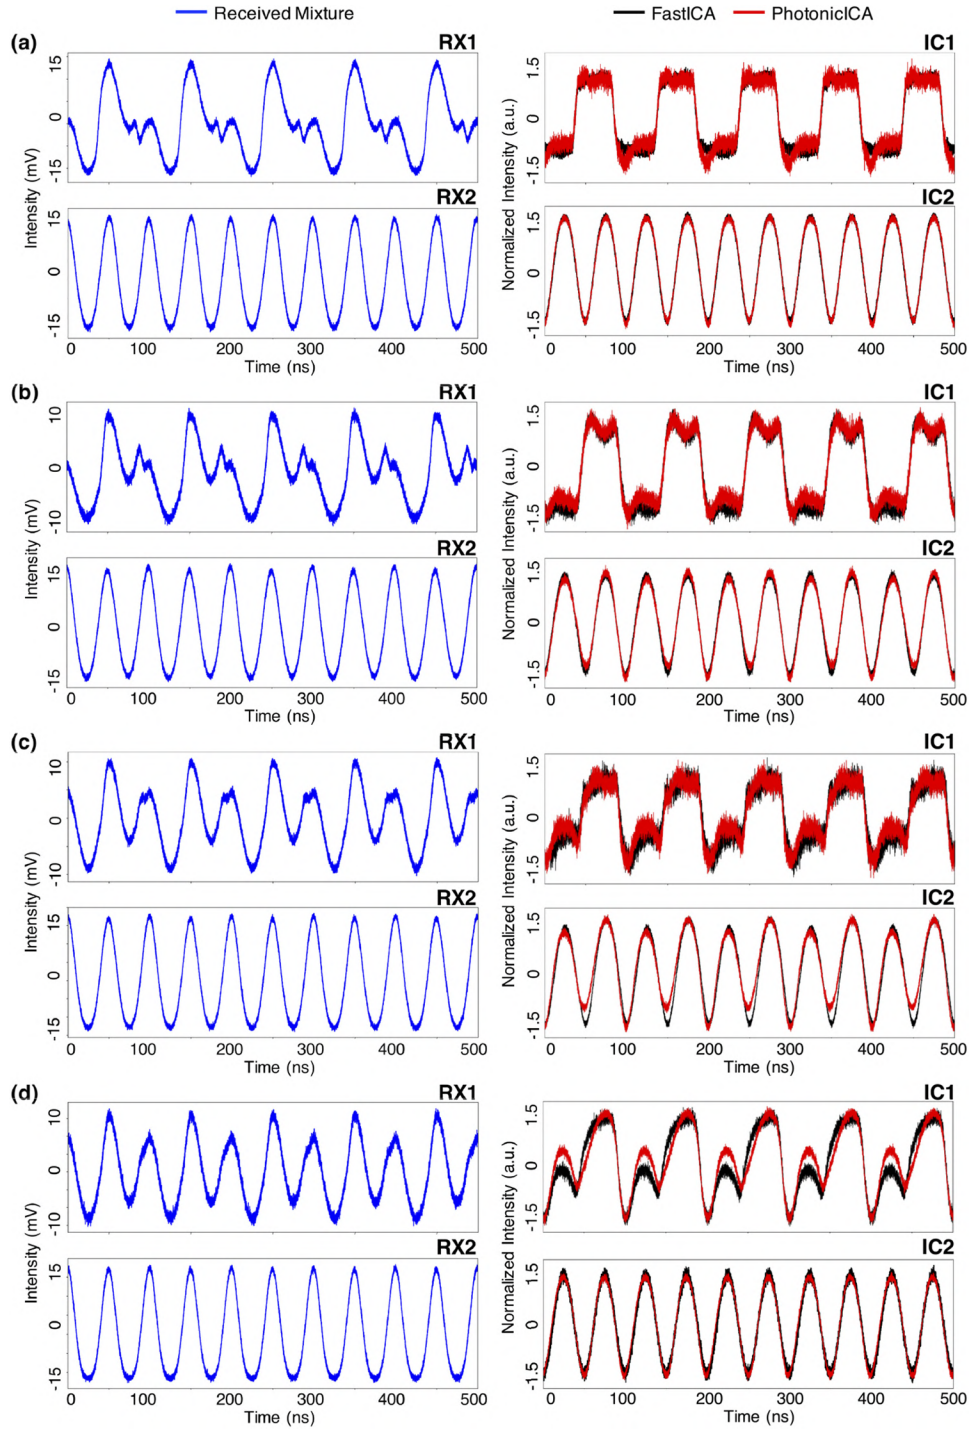 Received Mixture
FastICA PhotonicICA
(a)
RX1
IC1
15
0
-15
1.5
0
-1.5
RX2
IC2
15
0
-15
1.5
0
-1.5
Intensity (mV)
Normalized Intensity (a.u.)
0 100 200 300 400 500
100 200 300 400 500
Time (ns)
Time (ns)
(b)
RX1
IC1
10
0
-10
1.5
0
-1.5
RX2
IC2
15
0
-15
1.5
0
-1.5
Intensity (mV)
Normalized Intensity (a.u.)
0 100 200 300 400 500
100 200 300 400 500
Time (ns)
Time (ns)
(c)
RX1
IC1
10
0
-10
1.5
0
-1.5
RX2
IC2
15
0
-15
1.5
0
-1.5
Intensity (mV)
Normalized Intensity (a.u.)
0 100 200 300 400 500
100 200 300 400 500
Time (ns)
Time (ns)
(d)
RX1
IC1
10
0
-10
1.5
0
-1.5
RX2
IC2
15
0
-15
1.5
0
-1.5
Intensity (mV)
Normalized Intensity (a.u.)
0 100 200 300 400 500
100 200 300 400 500
Time (ns)
Time (ns)